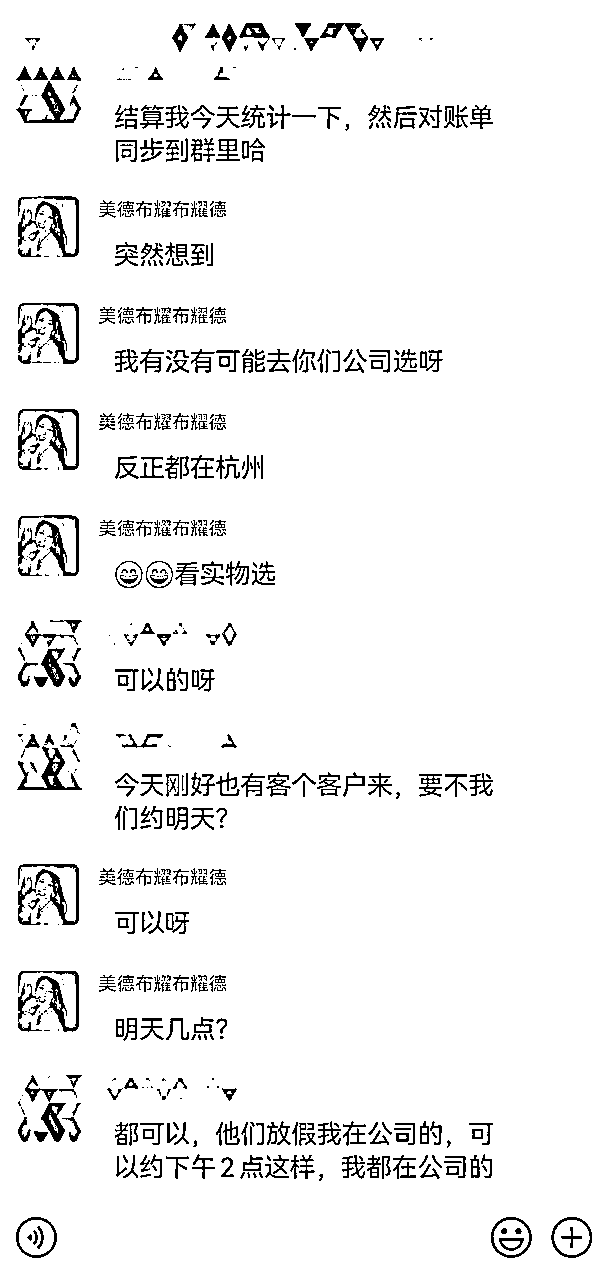 结算我今天统计一下，然后对账单
同步到群里哈
美德布耀布耀德
突然想到
美德布耀布耀德
我有没有可能去你们公司选呀
美德布耀布耀德
反正都在杭州
美德布耀布耀德
😄😄看实物选
可以的呀
今天刚好也有客个客户来，要不我
们约明天？
美德布耀布耀德
可以呀
美德布耀布耀德
明天几点？
都可以，他们放假我在公司的，可
以约下午2点这样，我都在公司的